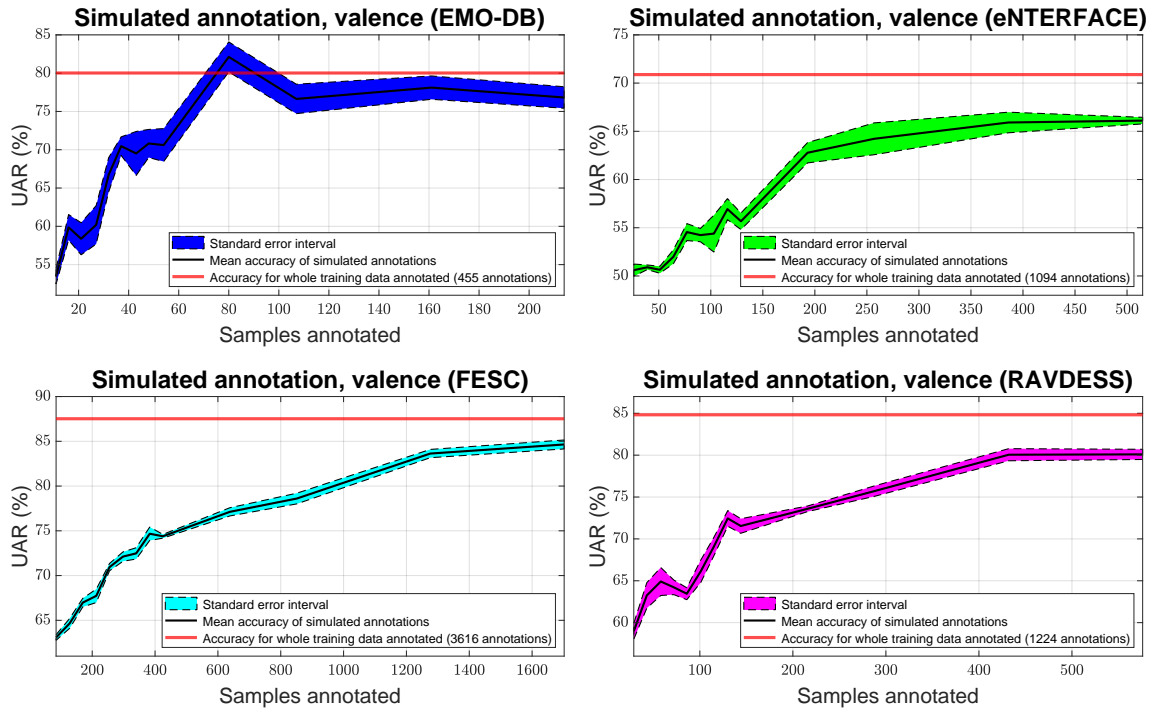 Simulated annotation, valence (EMO-DB)
85
80
75
70
65
60
55
UAR (%)
20 40 60 80 100 120 140 160 180 200
Samples annotated
Standard error interval
Mean accuracy of simulated annotations
Accuracy for whole training data annotated (455 annotations)
Simulated annotation, valence (eNTERFACE)
75
70
65
60
55
50
UAR (%)
50 100 150 200 250 300 350 400 450 500
Samples annotated
Standard error interval
Mean accuracy of simulated annotations
Accuracy for whole training data annotated (1094 annotations)
Simulated annotation, valence (FESC)
90
85
80
75
70
65
UAR (%)
200 400 600 800 1000 1200 1400 1600
Samples annotated
Standard error interval
Mean accuracy of simulated annotations
Accuracy for whole training data annotated (3616 annotations)
Simulated annotation, valence (RAVDESS)
85
80
75
70
65
60
UAR (%)
100 200 300 400 500
Samples annotated
Standard error interval
Mean accuracy of simulated annotations
Accuracy for whole training data annotated (1224 annotations)